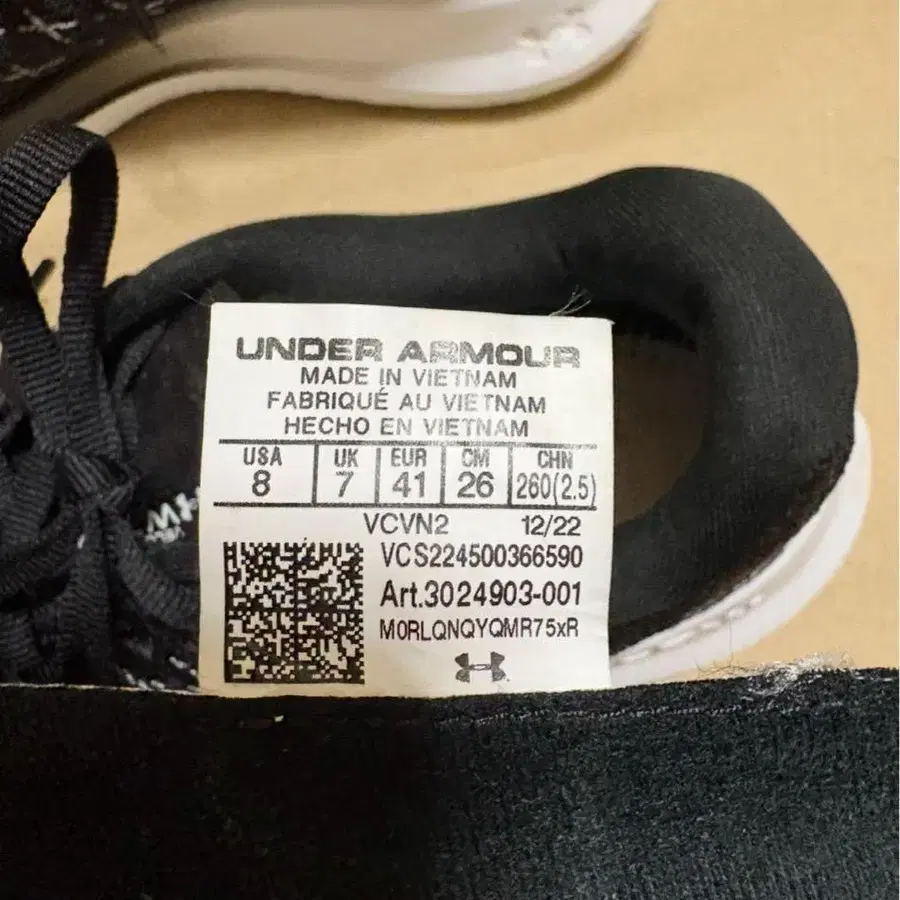 UNDER ARMOUR
MADE IN VIETNAM
FABRIQUÉ AU VIETNAM
HECHO EN VIETNAM
USA UK EUR CM CHN
8 7 41 26 260(2.5)
VCVN2 12/22
VCS224500366590
Art.3024903-001
M0RLQNQYQMR75xR